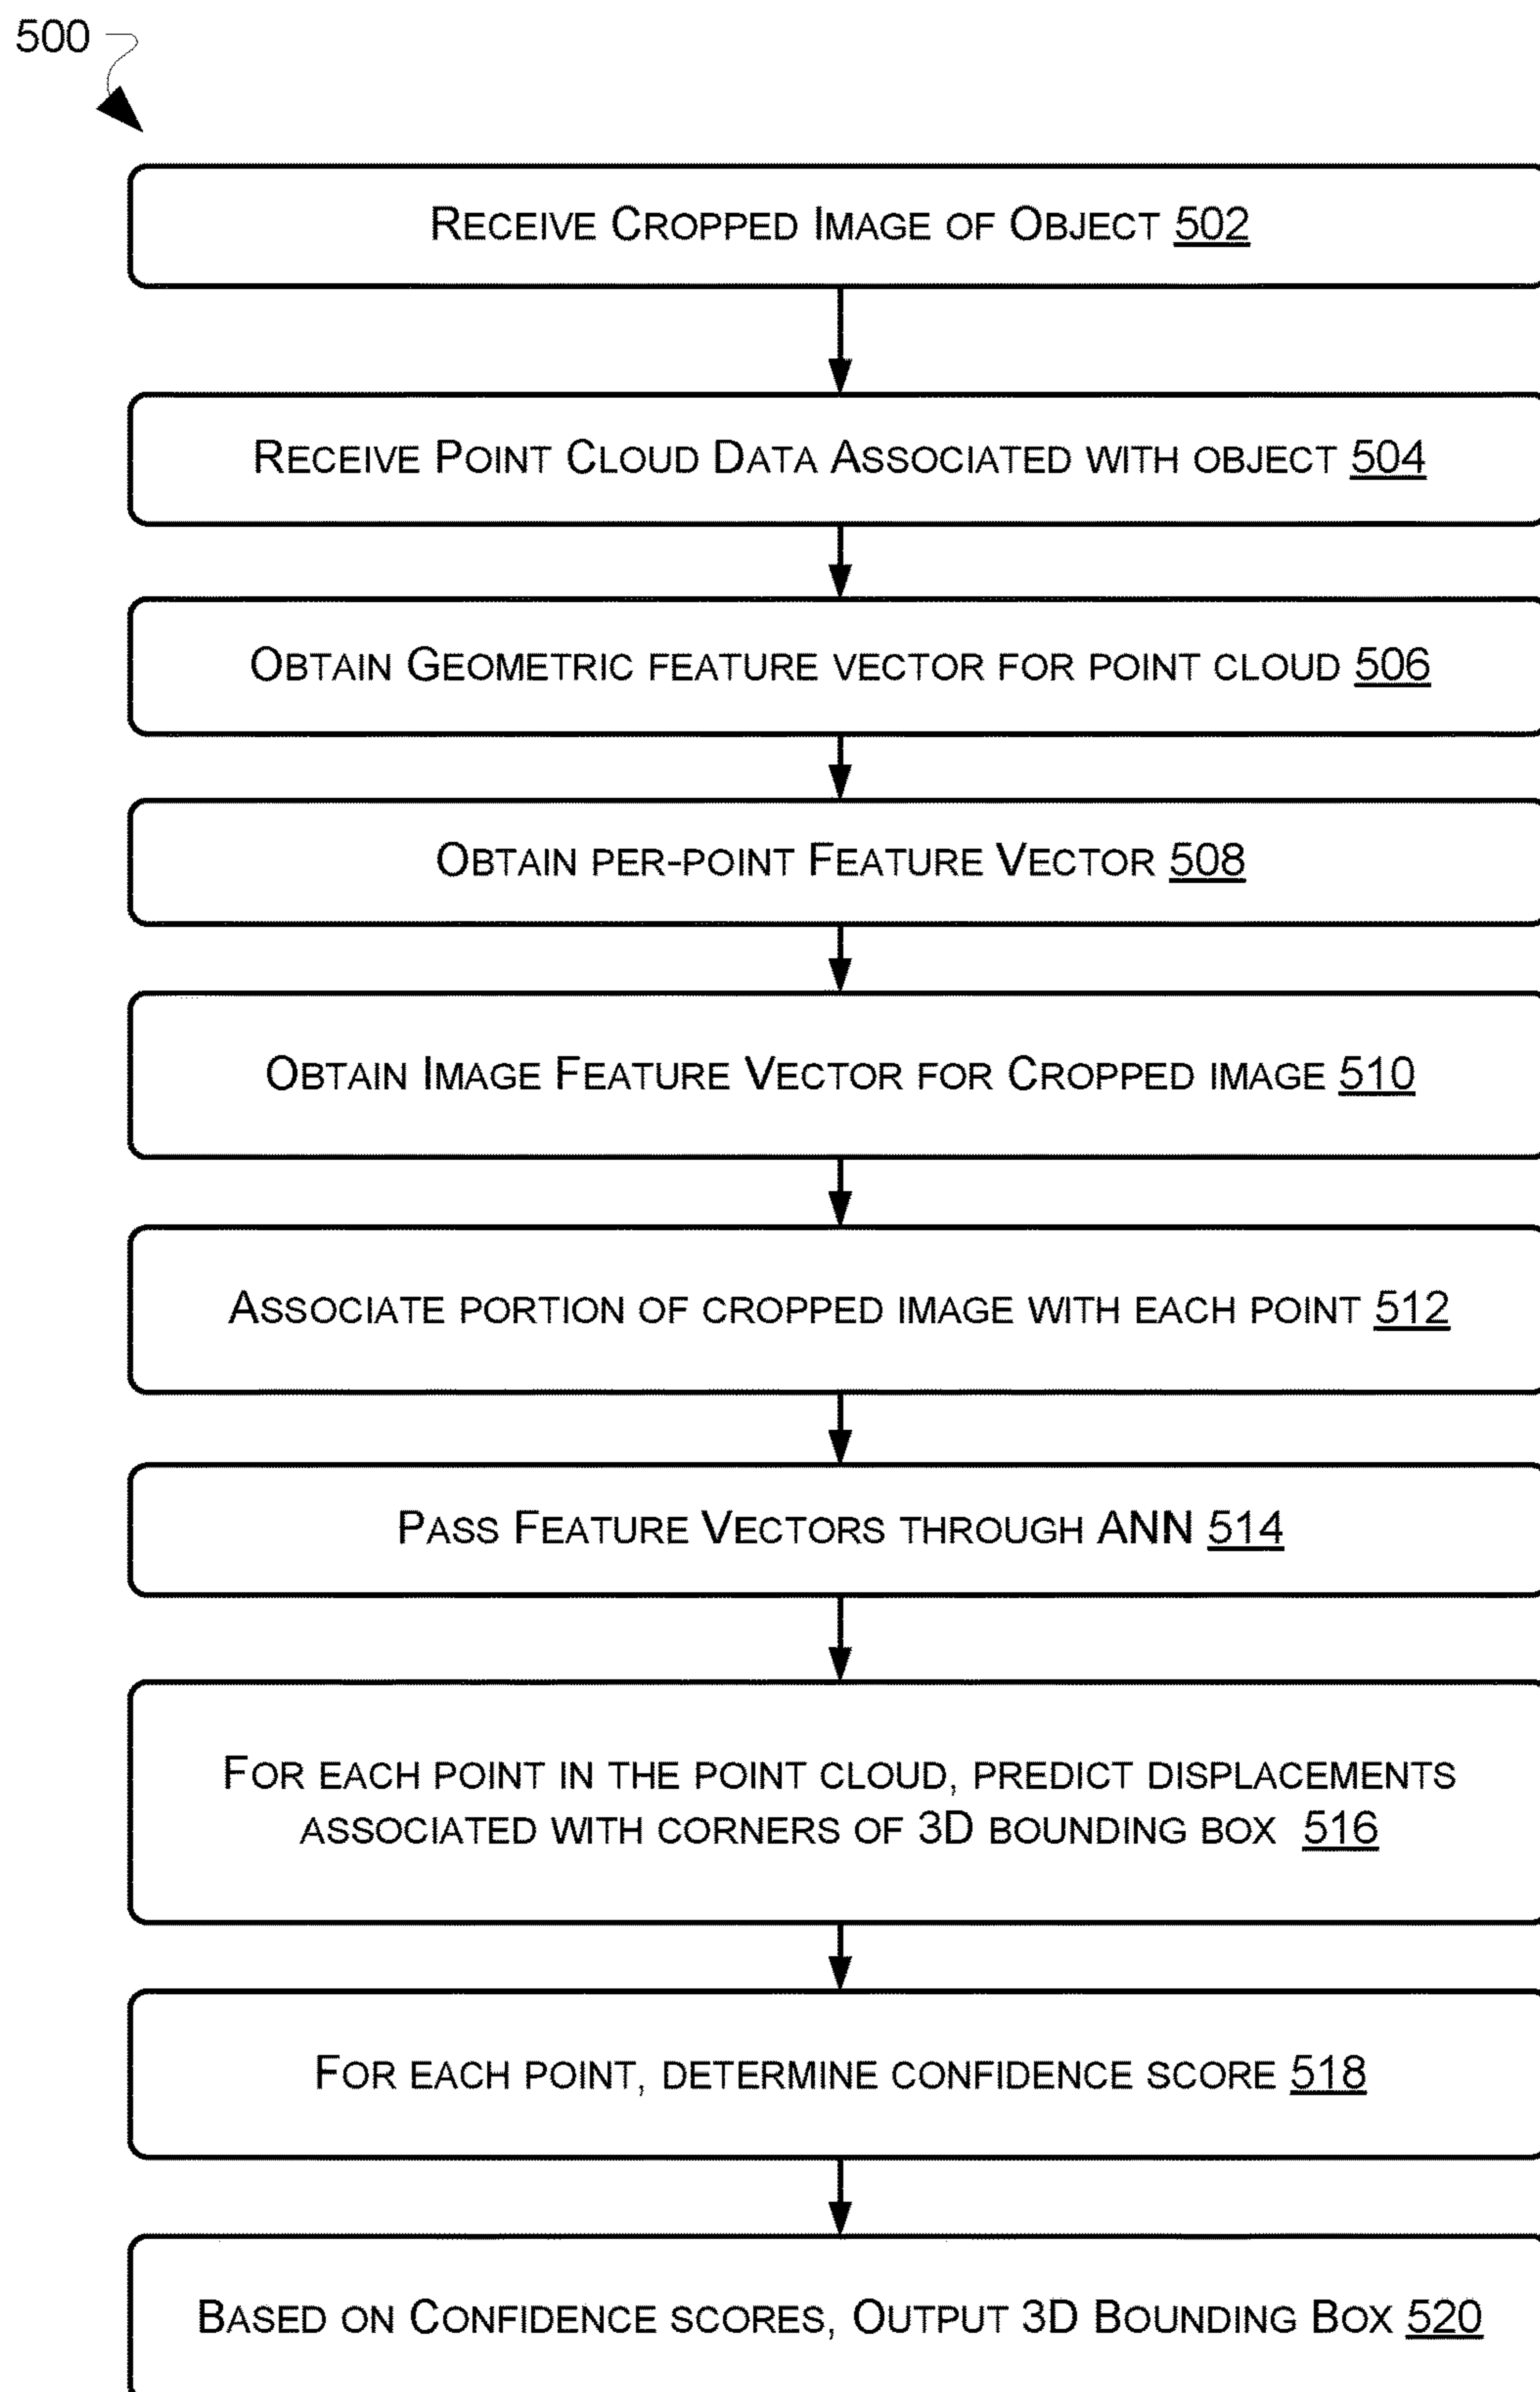 500
RECEIVE CROPPED IMAGE OF OBJECT 502
RECEIVE POINT CLOUD DATA ASSOCIATED WITH OBJECT 504
OBTAIN GEOMETRIC FEATURE VECTOR FOR POINT CLOUD 506
OBTAIN PER-POINT FEATURE VECTOR 508
OBTAIN IMAGE FEATURE VECTOR FOR CROPPED IMAGE 510
ASSOCIATE PORTION OF CROPPED IMAGE WITH EACH POINT 512
PASS FEATURE VECTORS THROUGH ANN 514
FOR EACH POINT IN THE POINT CLOUD, PREDICT DISPLACEMENTS
ASSOCIATED WITH CORNERS OF 3D BOUNDING BOX 516
FOR EACH POINT, DETERMINE CONFIDENCE SCORE 518
BASED ON CONFIDENCE SCORES, OUTPUT 3D BOUNDING BOX 520